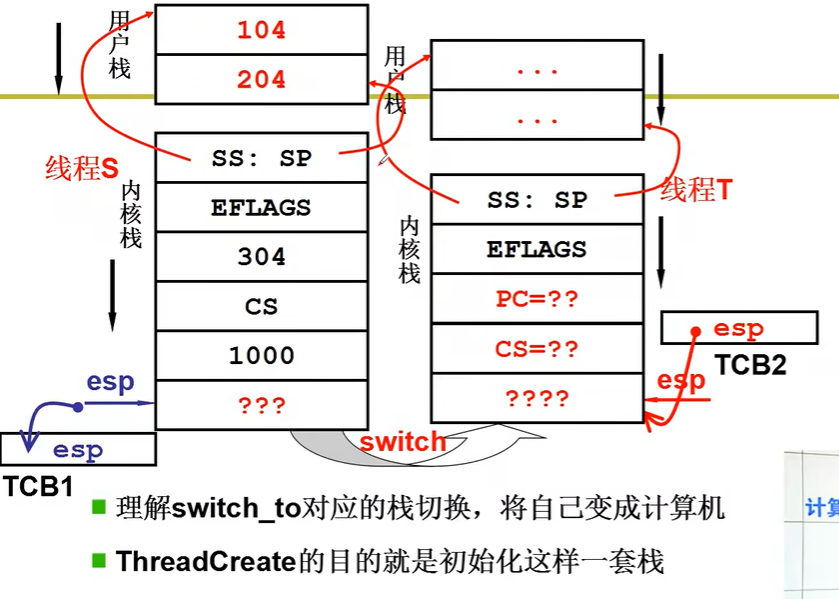 用户栈
104
204
用户栈
...
...
线程S
内核栈
SS: SP
EFLAGS
304
CS
1000
???
esp
esp
TCB1
线程T
内核栈
SS: SP
EFLAGS
PC=??
CS=??
????
esp
TCB2
esp
switch
理解switch_to对应的栈切换，将自己变成计算机
ThreadCreate的目的就是初始化这样一套栈
计算